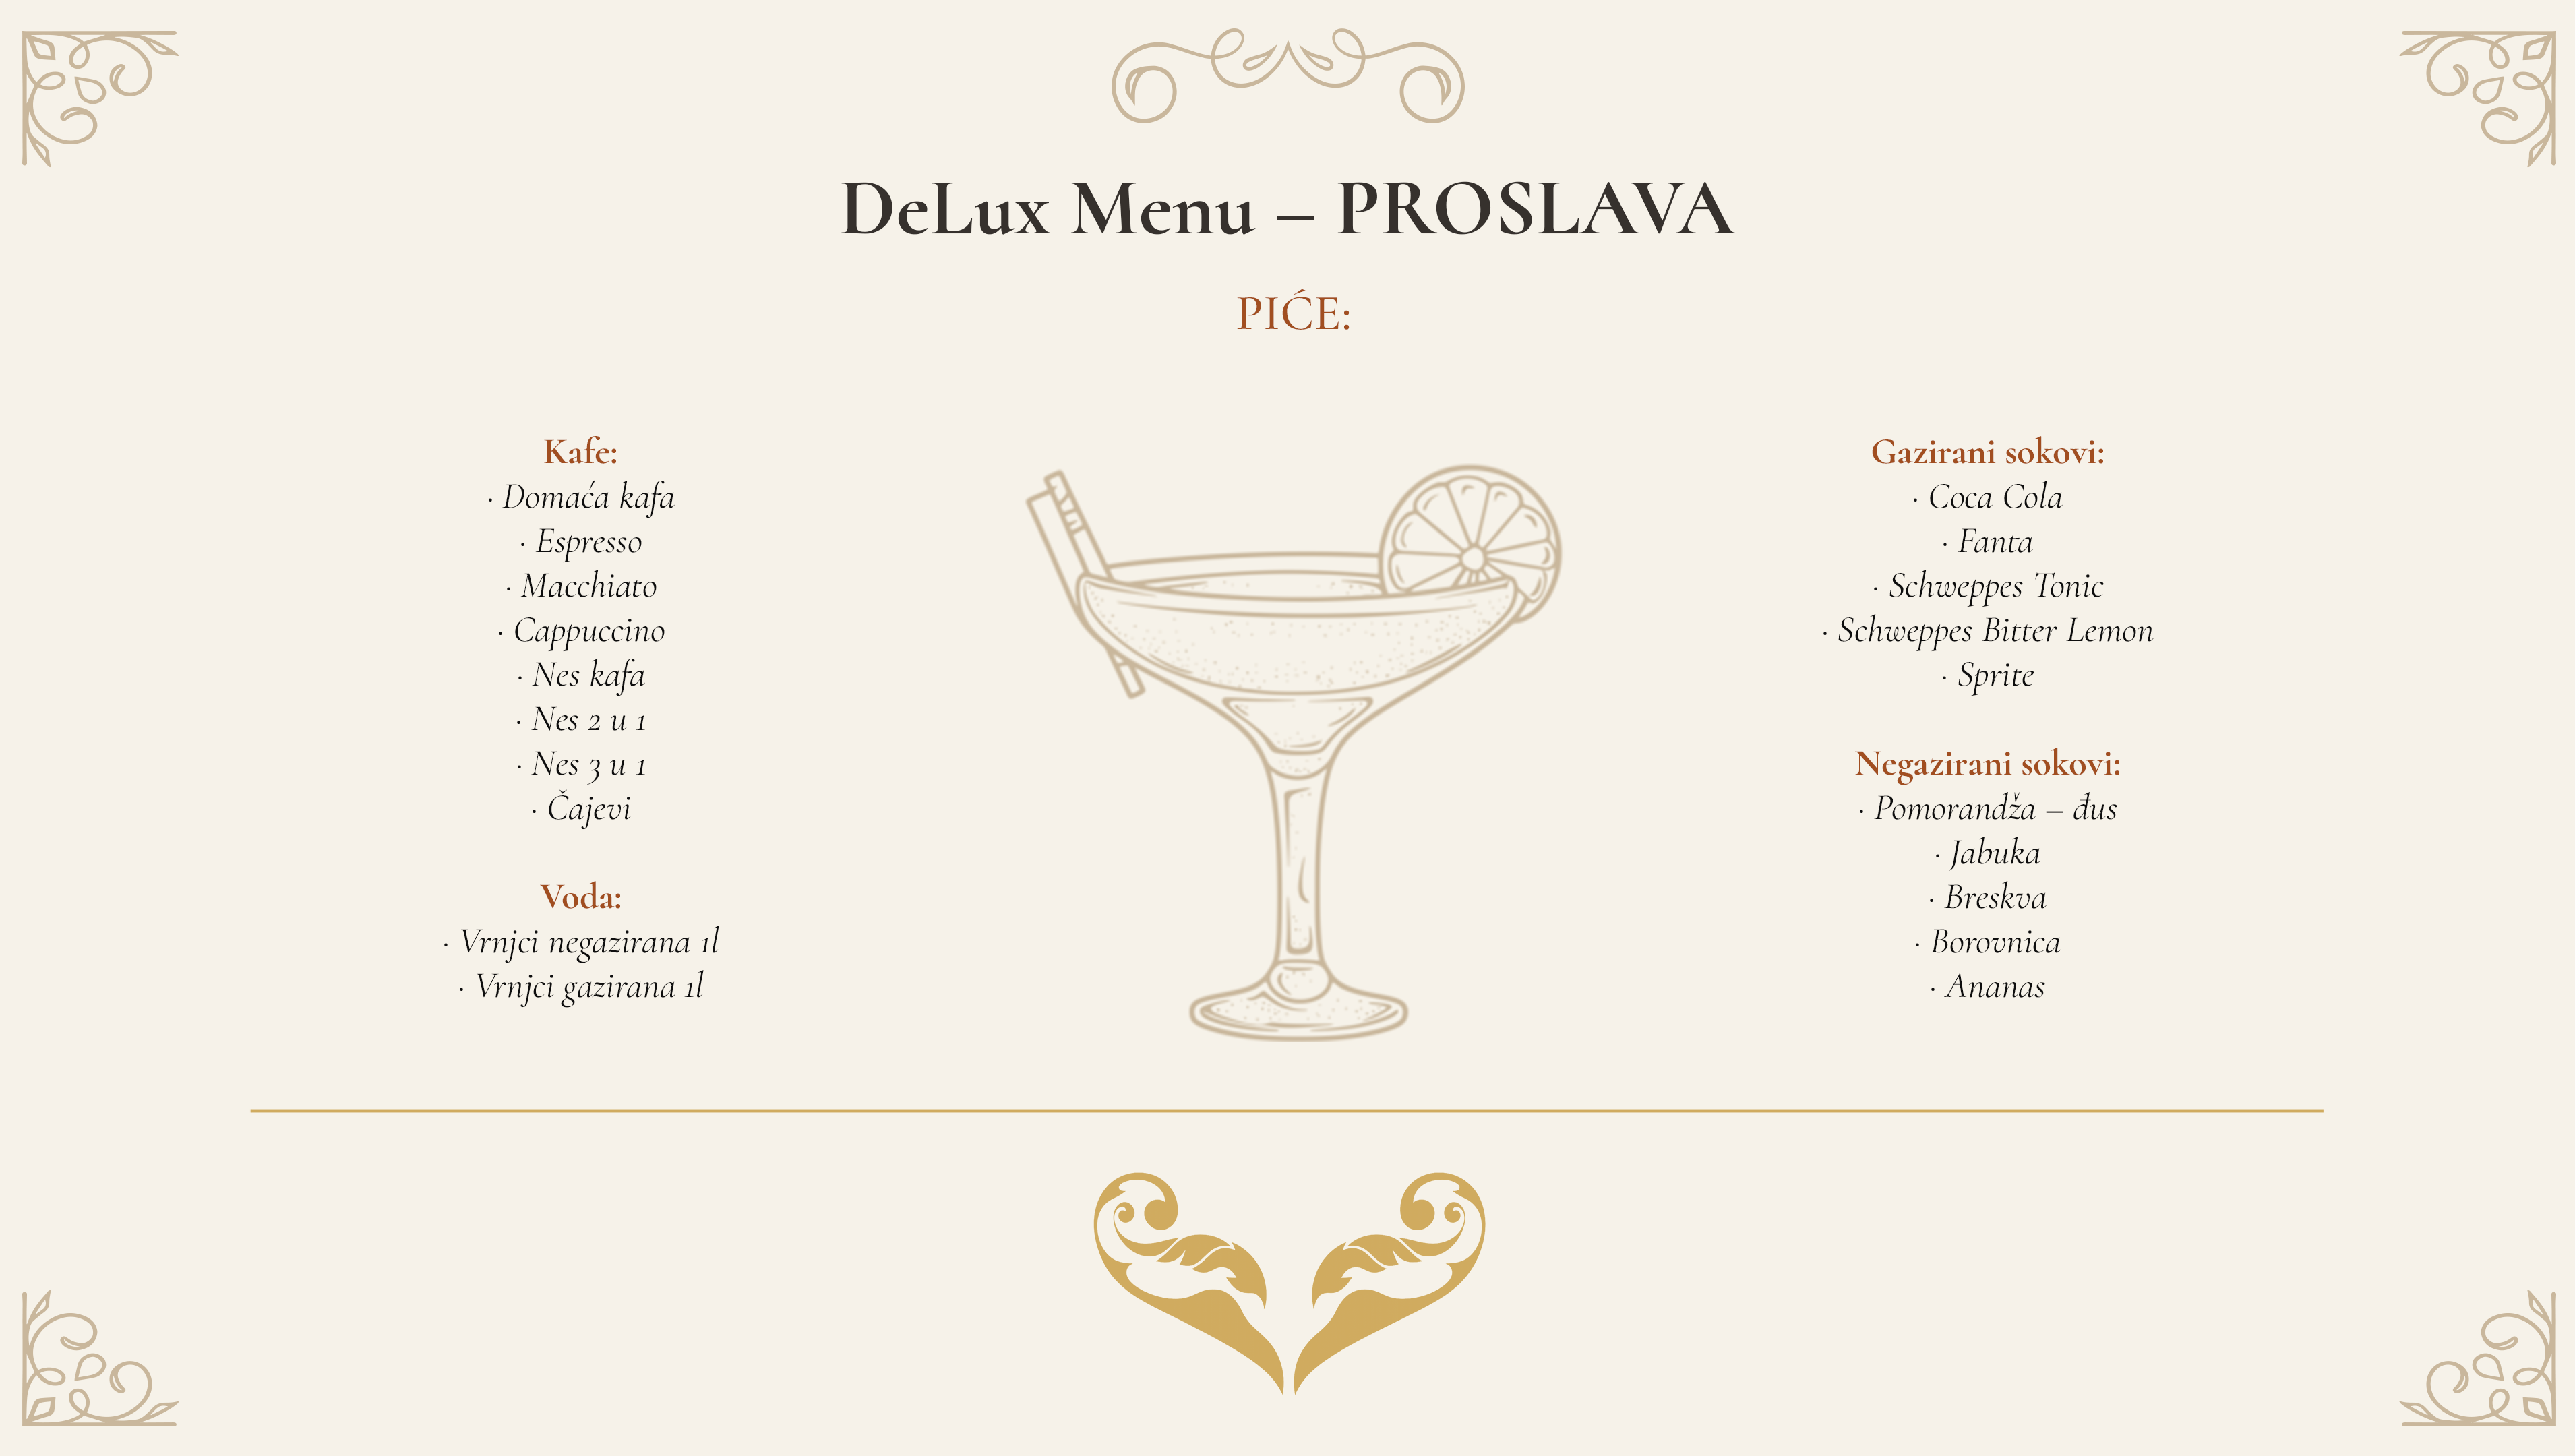 DeLux Menu – PROSLAVA
PIĆE:
Kafe:
· Domaća kafa
· Espresso
· Macchiato
· Cappuccino
· Nes kafa
· Nes 2 u 1
· Nes 3 u 1
· Čajevi
Voda:
· Vrnjci negazirana 1l
· Vrnjci gazirana 1l
Gazirani sokovi:
· Coca Cola
· Fanta
· Schweppes Tonic
· Schweppes Bitter Lemon
· Sprite
Negazirani sokovi:
· Pomorandža – đus
· Jabuka
· Breskva
· Borovnica
· Ananas